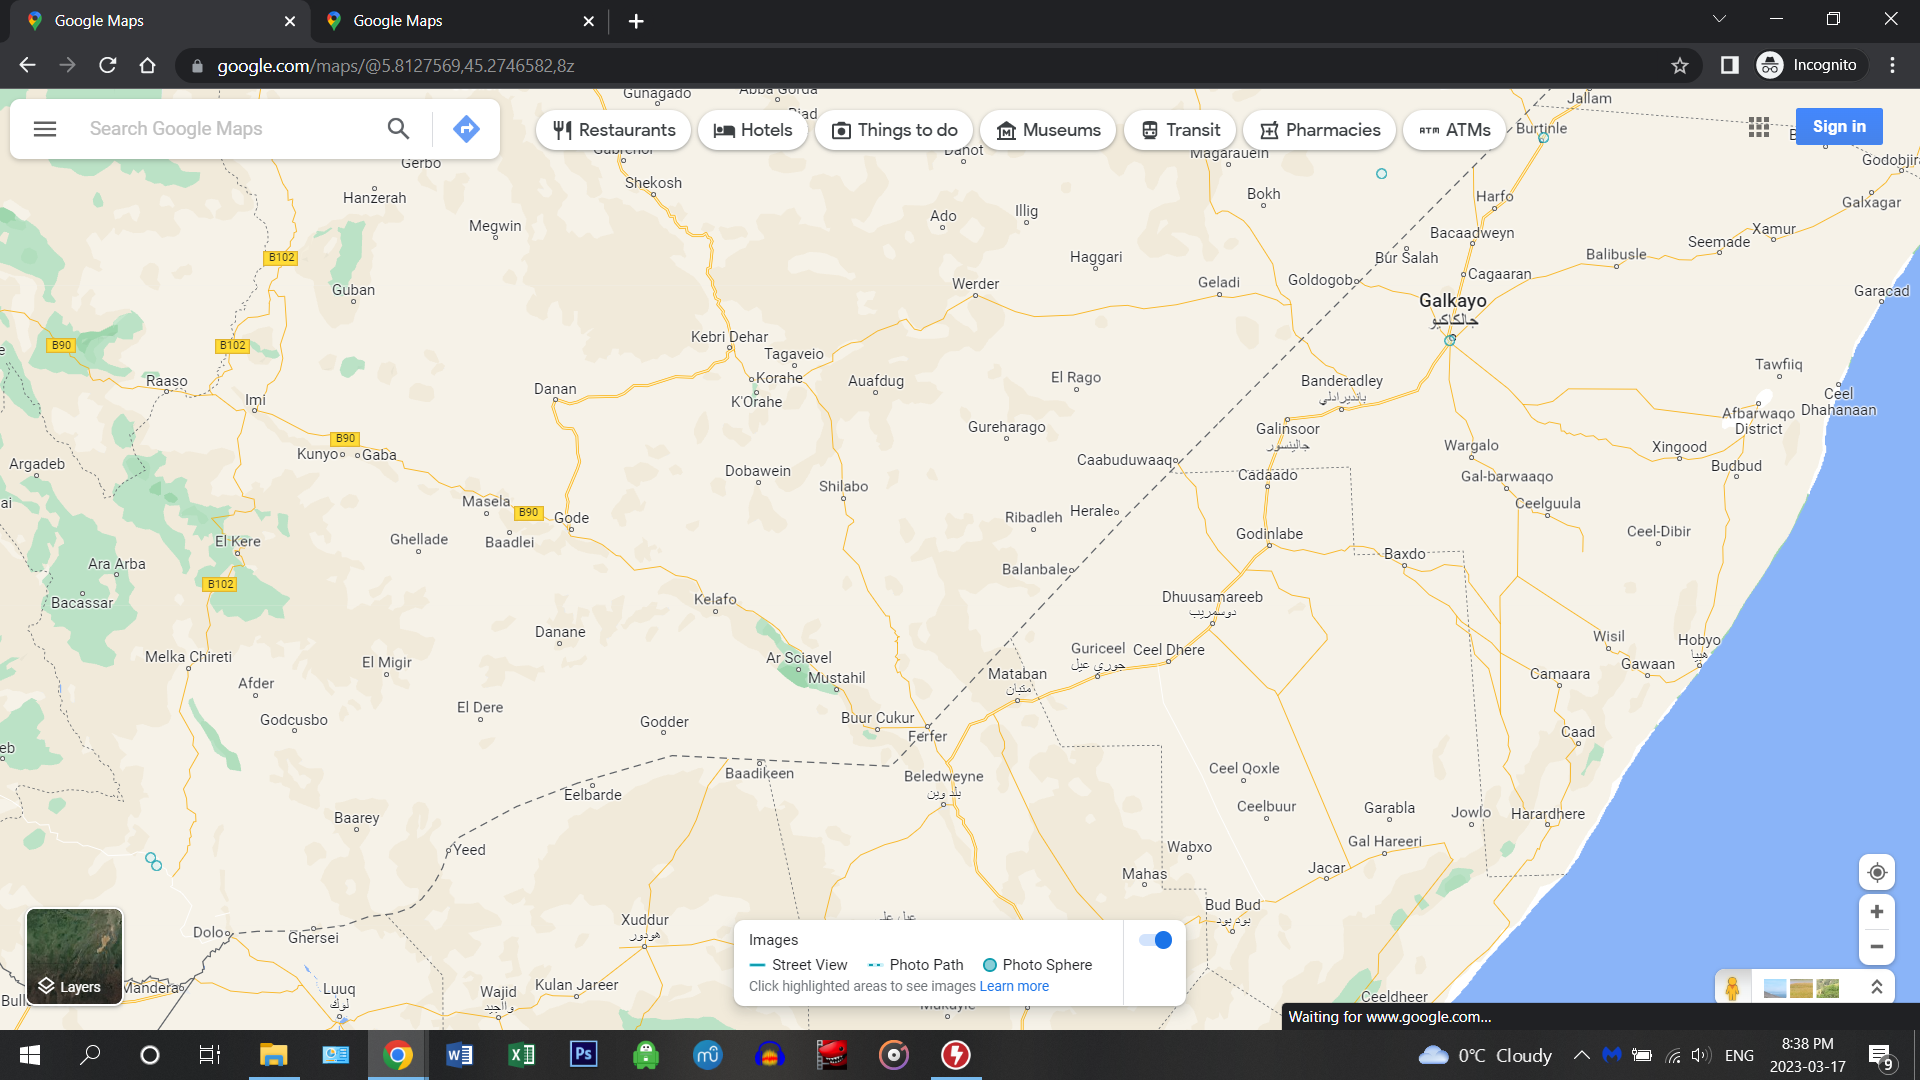 Google Maps
Google Maps
google.com/maps/@5.8127569,45.2746582,8z
Incognito
Search Google Maps
Restaurants
Hotels
Things to do
Museums
Transit
Pharmacies
ATMs
Sign in
Gunagado
Jallam
Burtinle
Gerbo
Danot
Magarauein
Godobjira
Hanzerah
Shekosh
Bokh
Harfo
Galxagar
Megwin
Ado
Illig
Bacaadweyn
Xamur
Seemade
B102
Haggari
Bûr Salah
Balibusle
Guban
Werder
Geladi
Goldogob
Cagaaran
Garacad
Galkayo
جالكاكيو
B90
B102
Kebri Dehar
Tagaveio
Tawfiiq
Raaso
Imi
Danan
Korahe
K'Orahe
Auafdug
El Rago
Banderadley
بانديرادلي
Ceel
Dhahanaan
Afbarwaqo
District
Gureharago
Galinsoor
جالينسور
B90
Kunyo
Gaba
Wargalo
Xingood
Argadeb
Dobawein
Caabuduwaaq
Cadaado
Gal-barwaaqo
Budbud
Shilabo
Masela
B90
Gode
Ribadleh
Herale
Ceelguula
El Kere
Ghellade
Baadlei
Godinlabe
Ceel-Dibir
Ara Arba
Balanbale
Baxdo
B102
Bacassar
Kelafo
Dhuusamareeb
دوسمريب
Danane
Wisil
Hobyo
هيبا
Melka Chireti
El Migir
Ar Sciavel
Mustahil
Guriceel
جوري عيل
Ceel Dhere
Gawaan
Afder
Mataban
متبان
Camaara
Godcusbo
El Dere
Godder
Buur Cukur
Ferfer
Caad
Baadikeen
Beledweyne
بلد وين
Ceel Qoxle
Eelbarde
Ceelbuur
Garabla
Jowlo
Harardhere
Baarey
Yeed
Wabxo
Gal Hareeri
Mahas
Jacar
Xuddur
هودور
Bud Bud
بود بود
Dolo
Ghersei
Images
Street View
Photo Path
Photo Sphere
Click highlighted areas to see images Learn more
Layers
Mandera
Luuq
لوك
Wajid
واجيد
Kulan Jareer
Ceeldheer
Waiting for www.google.com...
0°C Cloudy
ENG
8:38 PM
2023-03-17
9